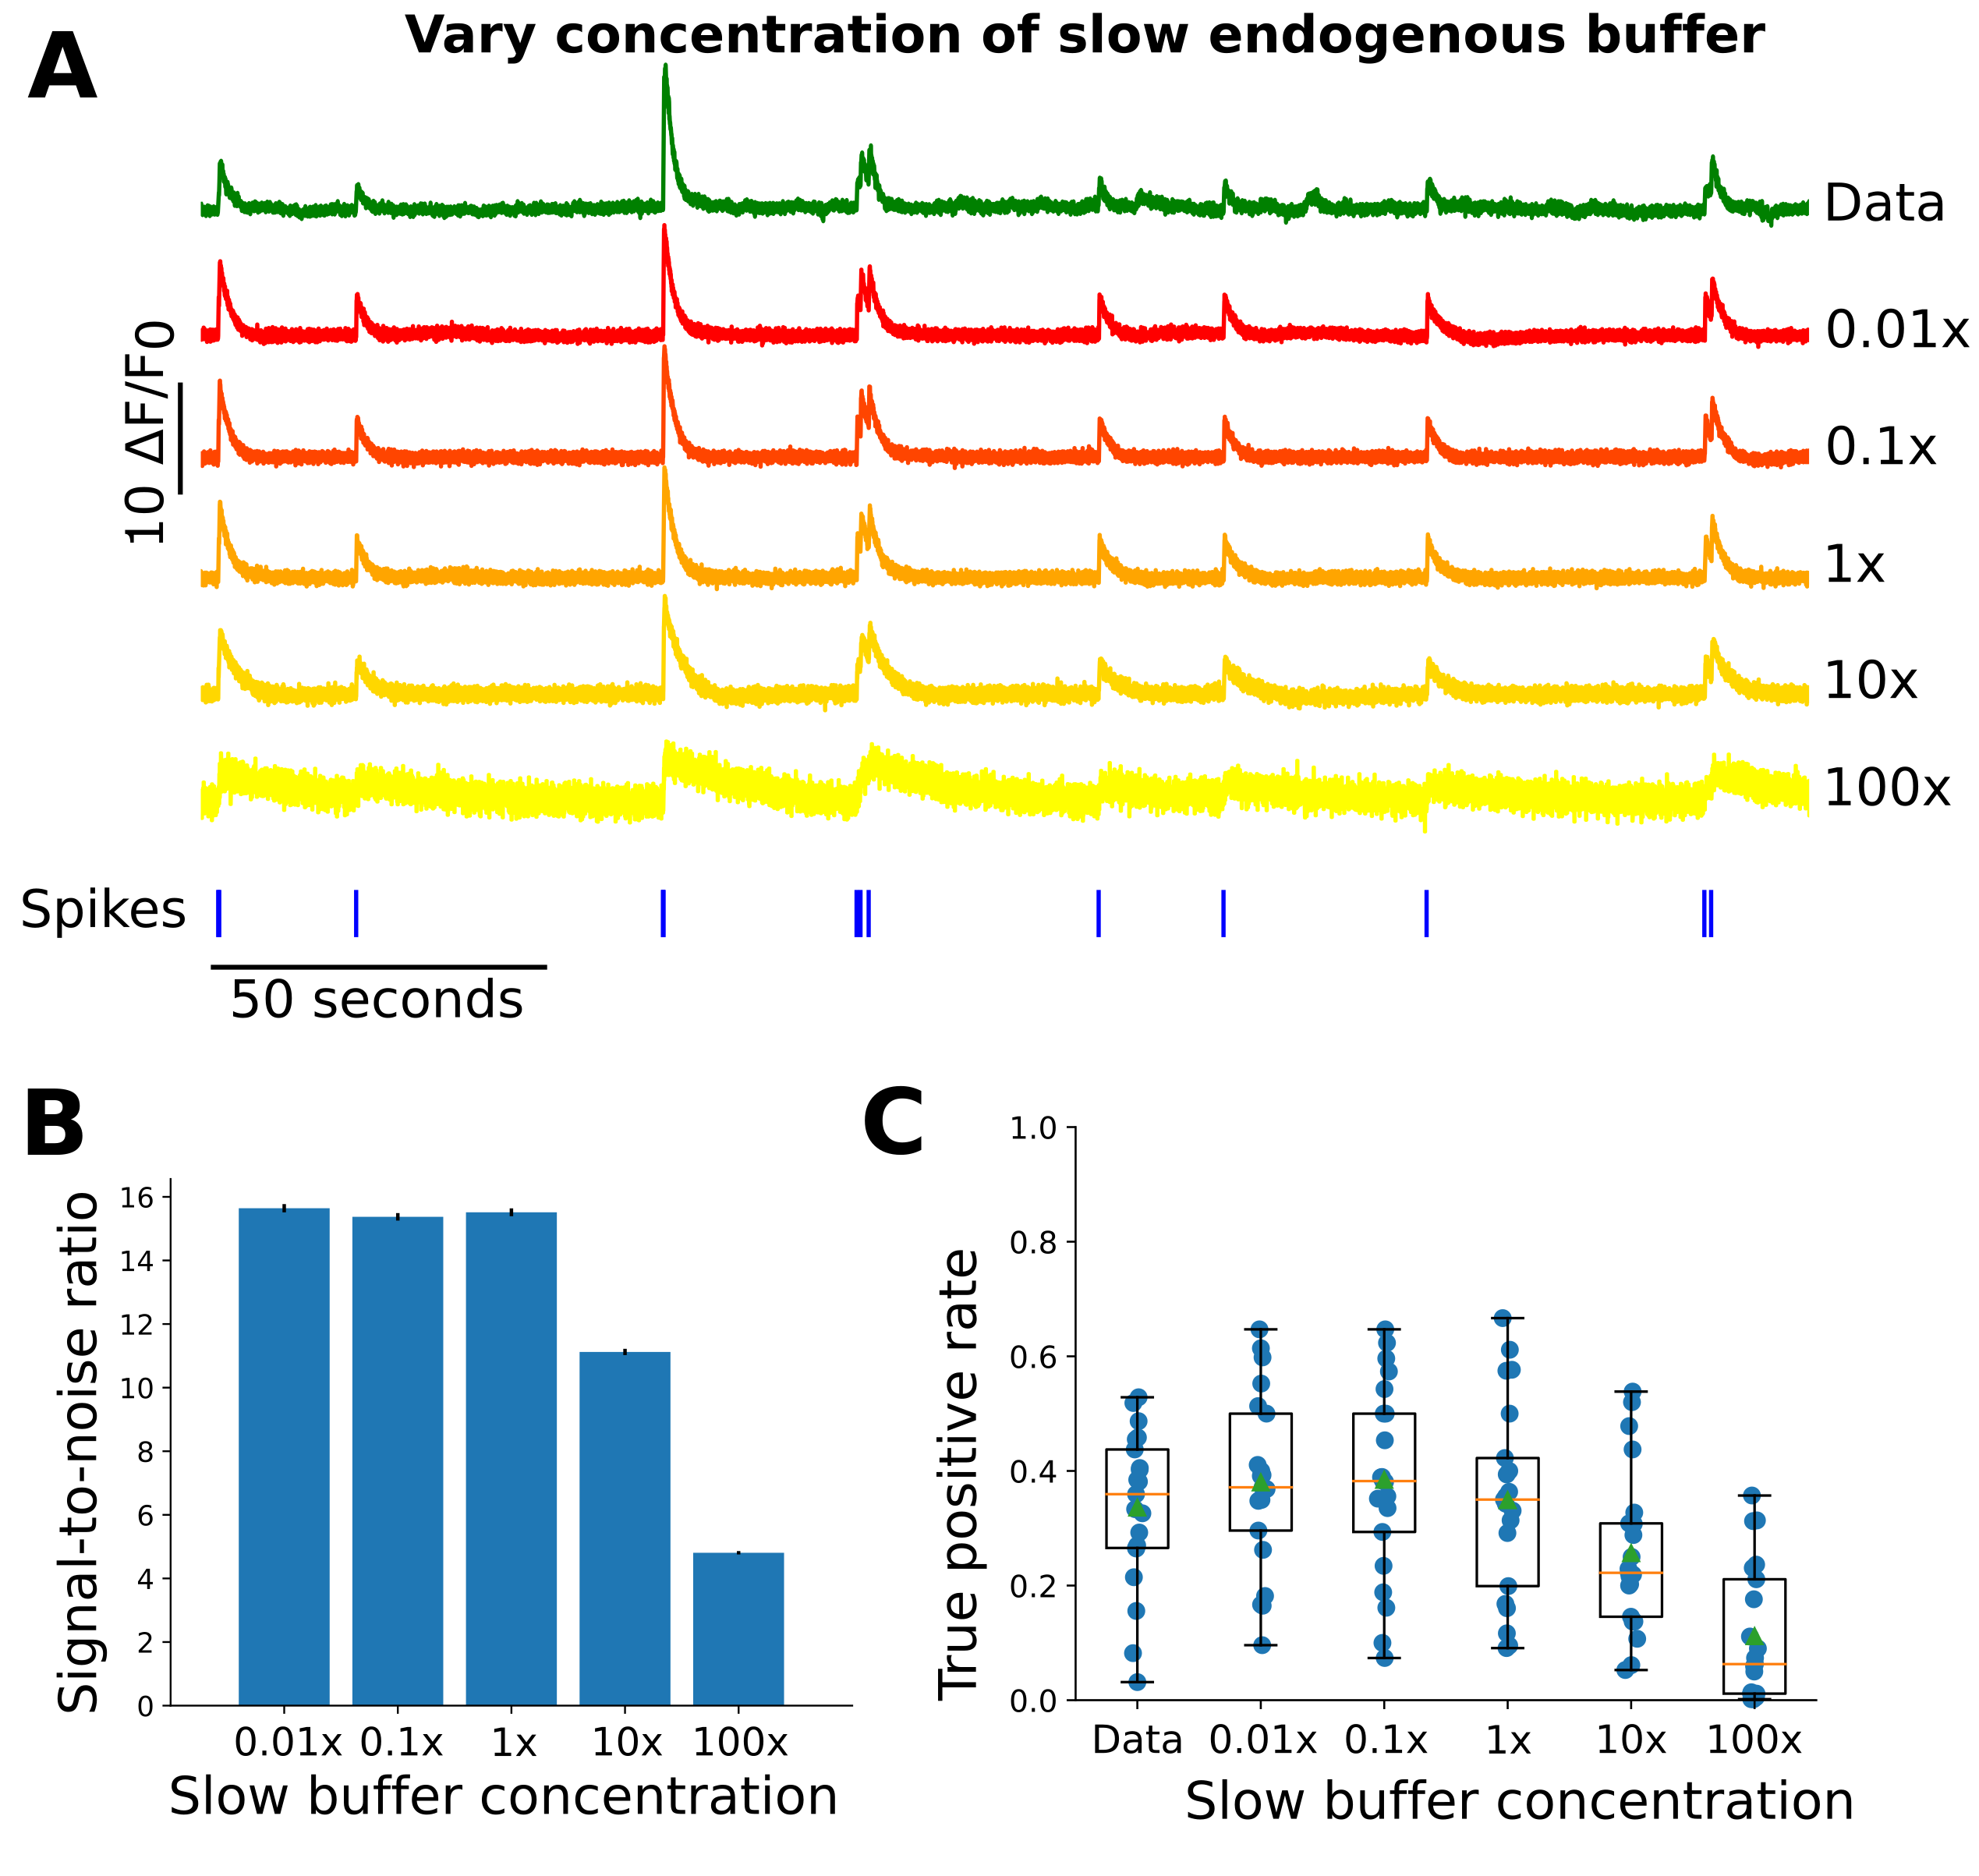 A
Vary concentration of slow endogenous buffer
Data
0.01x
0.1x
1x
10x
100x
10 ΔF/F0
Spikes
50 seconds
B
Signal-to-noise ratio
16
14
12
10
8
6
4
2
0
0.01x 0.1x 1x 10x 100x
Slow buffer concentration
C
True positive rate
1.0
0.8
0.6
0.4
0.2
0.0
Data 0.01x 0.1x 1x 10x 100x
Slow buffer concentration